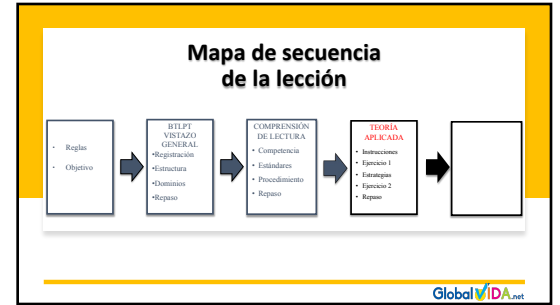 Mapa de secuencia
de la lección
• Reglas
• Objetivo
BTLPT
VISTAZO
GENERAL
•Registración
•Estructura
•Dominios
•Repaso
COMPRENSIÓN
DE LECTURA
• Competencia
• Estándares
• Procedimiento
• Repaso
TEORÍA
APLICADA
• Instrucciones
• Ejercicio 1
• Estrategias
• Ejercicio 2
• Repaso
GlobalVIDA.net